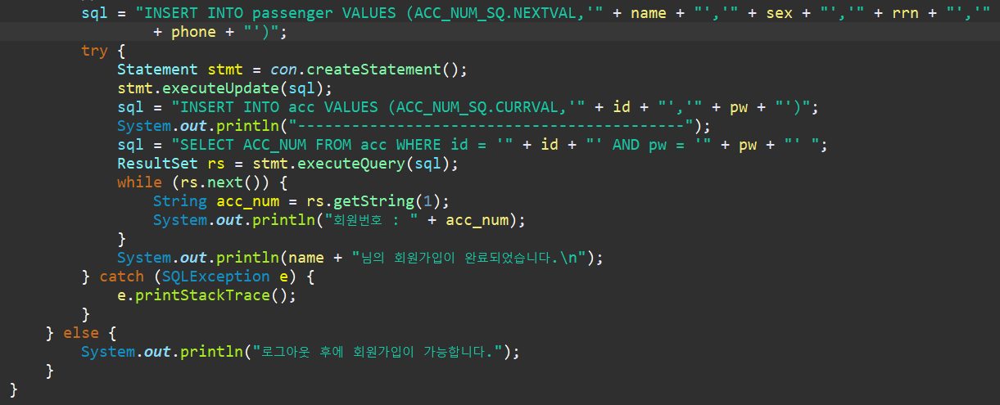 sql = "INSERT INTO passenger VALUES (ACC_NUM_SQ.NEXTVAL,'" + name + "','" + sex + "','" + rrn + "','"
+ phone + "')";
try {
Statement stmt = con.createStatement();
stmt.executeUpdate(sql);
sql = "INSERT INTO acc VALUES (ACC_NUM_SQ.CURRVAL,'" + id + "','" + pw + "')";
System.out.println("-------------------------------------------");
sql = "SELECT ACC_NUM FROM acc WHERE id = '" + id + "' AND pw = '" + pw + "' ";
ResultSet rs = stmt.executeQuery(sql);
while (rs.next()) {
String acc_num = rs.getString(1);
System.out.println("회원번호 : " + acc_num);
}
System.out.println(name + "님의 회원가입이 완료되었습니다.\n");
} catch (SQLException e) {
e.printStackTrace();
}
} else {
System.out.println("로그아웃 후에 회원가입이 가능합니다.");
}
}